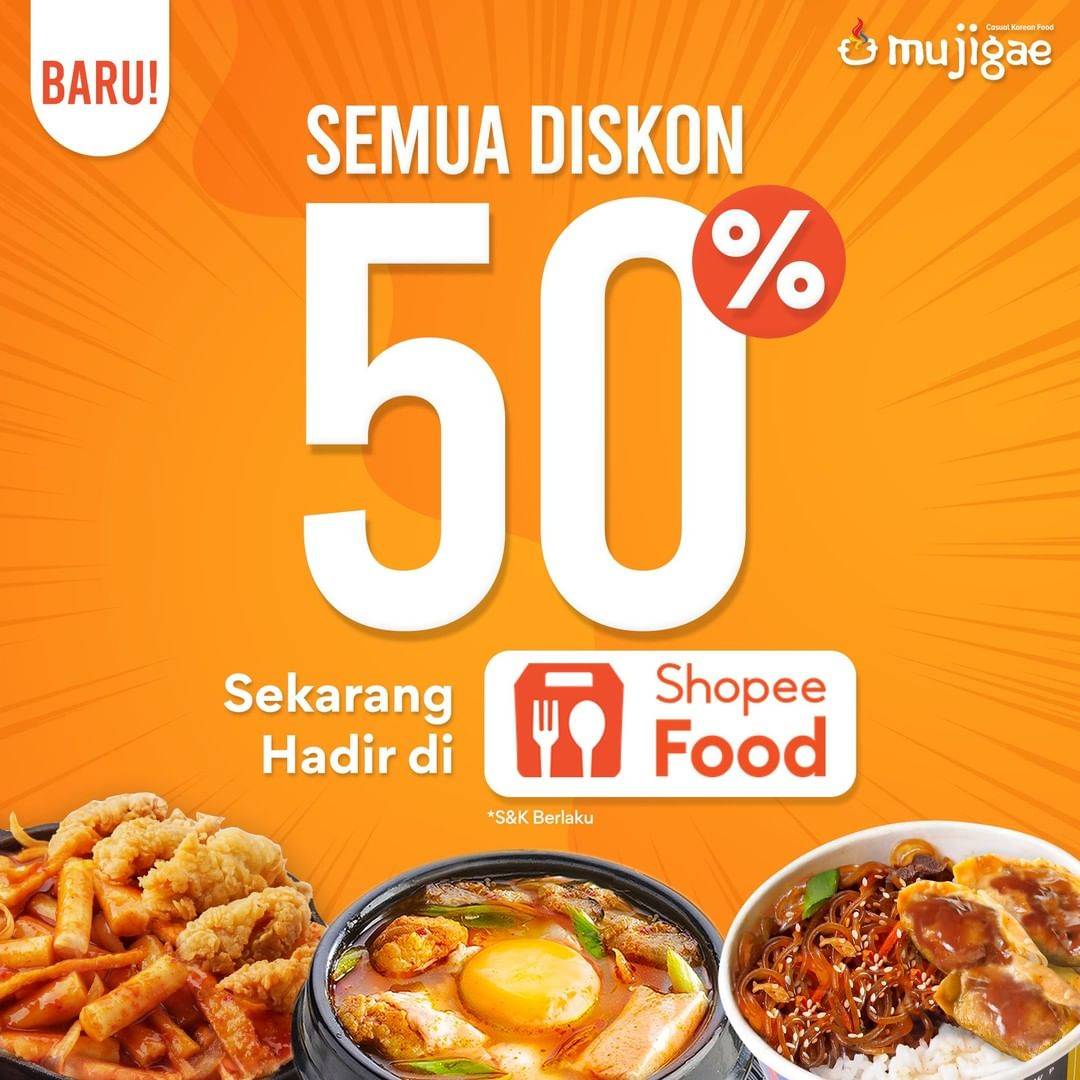 BARU!
Casual Korean Food
mujigae
SEMUA DISKON
50%
Sekarang
Hadir di
Shopee
Food
*S&K Berlaku